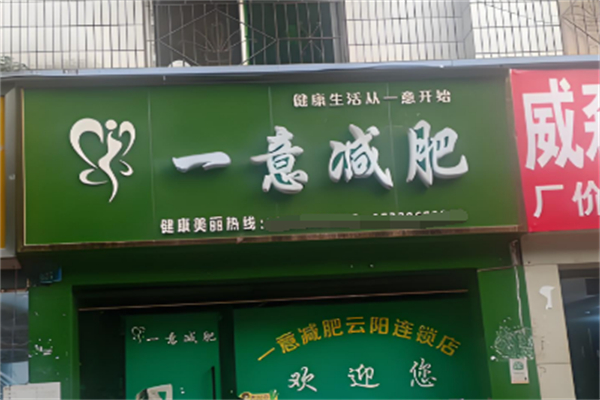 健康生活从一意开始
一意减肥
健康美丽热线:
威
厂价
一意减肥
一意减肥云阳连锁店
欢迎您